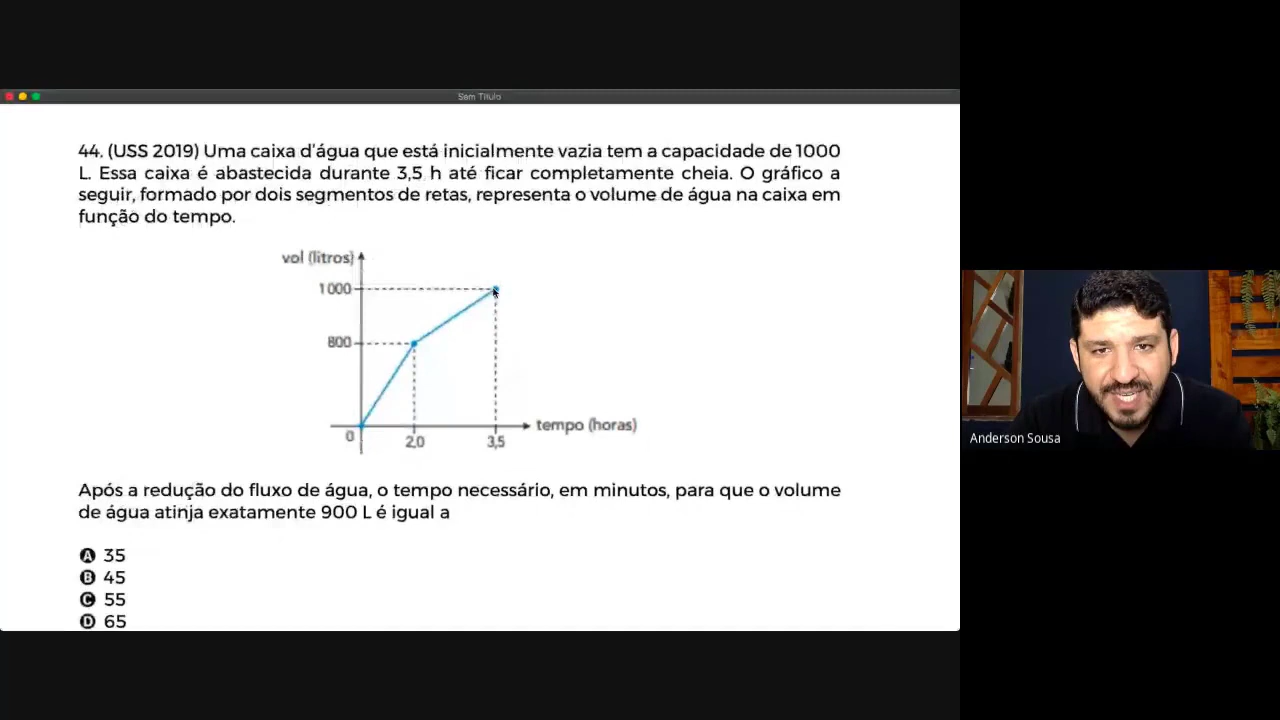 Sem Título
44. (USS 2019) Uma caixa d'água que está inicialmente vazia tem a capacidade de 1000
L. Essa caixa é abastecida durante 3,5 h até ficar completamente cheia. O gráfico a
seguir, formado por dois segmentos de retas, representa o volume de água na caixa em
função do tempo.
vol (litros)
1 000
800
0
2,0
3,5
tempo (horas)
Após a redução do fluxo de água, o tempo necessário, em minutos, para que o volume
de água atinja exatamente 900 L é igual a
A 35
B 45
C 55
D 65
Anderson Sousa